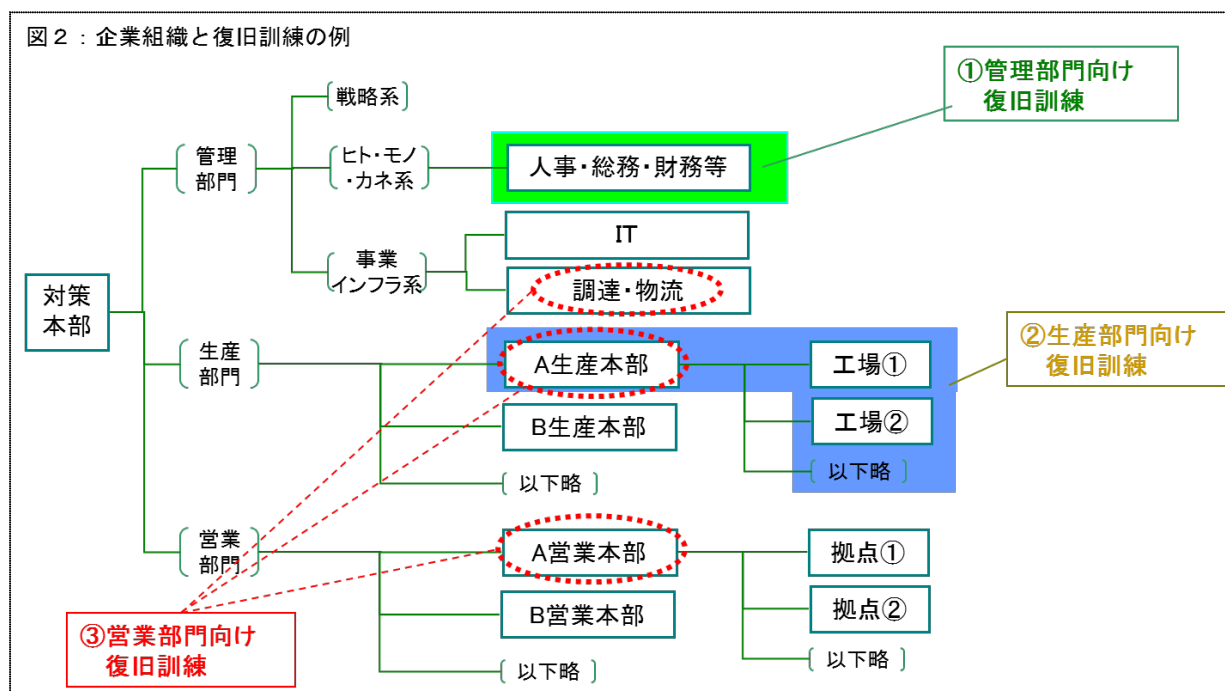 図2：企業組織と復旧訓練の例
①管理部門向け
復旧訓練
戦略系
管理
部門
ヒト・モノ
・カネ系
人事・総務・財務等
IT
事業
インフラ系
調達・物流
対策
本部
生産
部門
A生産本部
工場①
②生産部門向け
復旧訓練
B生産本部
工場②
以下略
以下略
営業
部門
A営業本部
拠点①
B営業本部
拠点②
③営業部門向け
復旧訓練
以下略
以下略